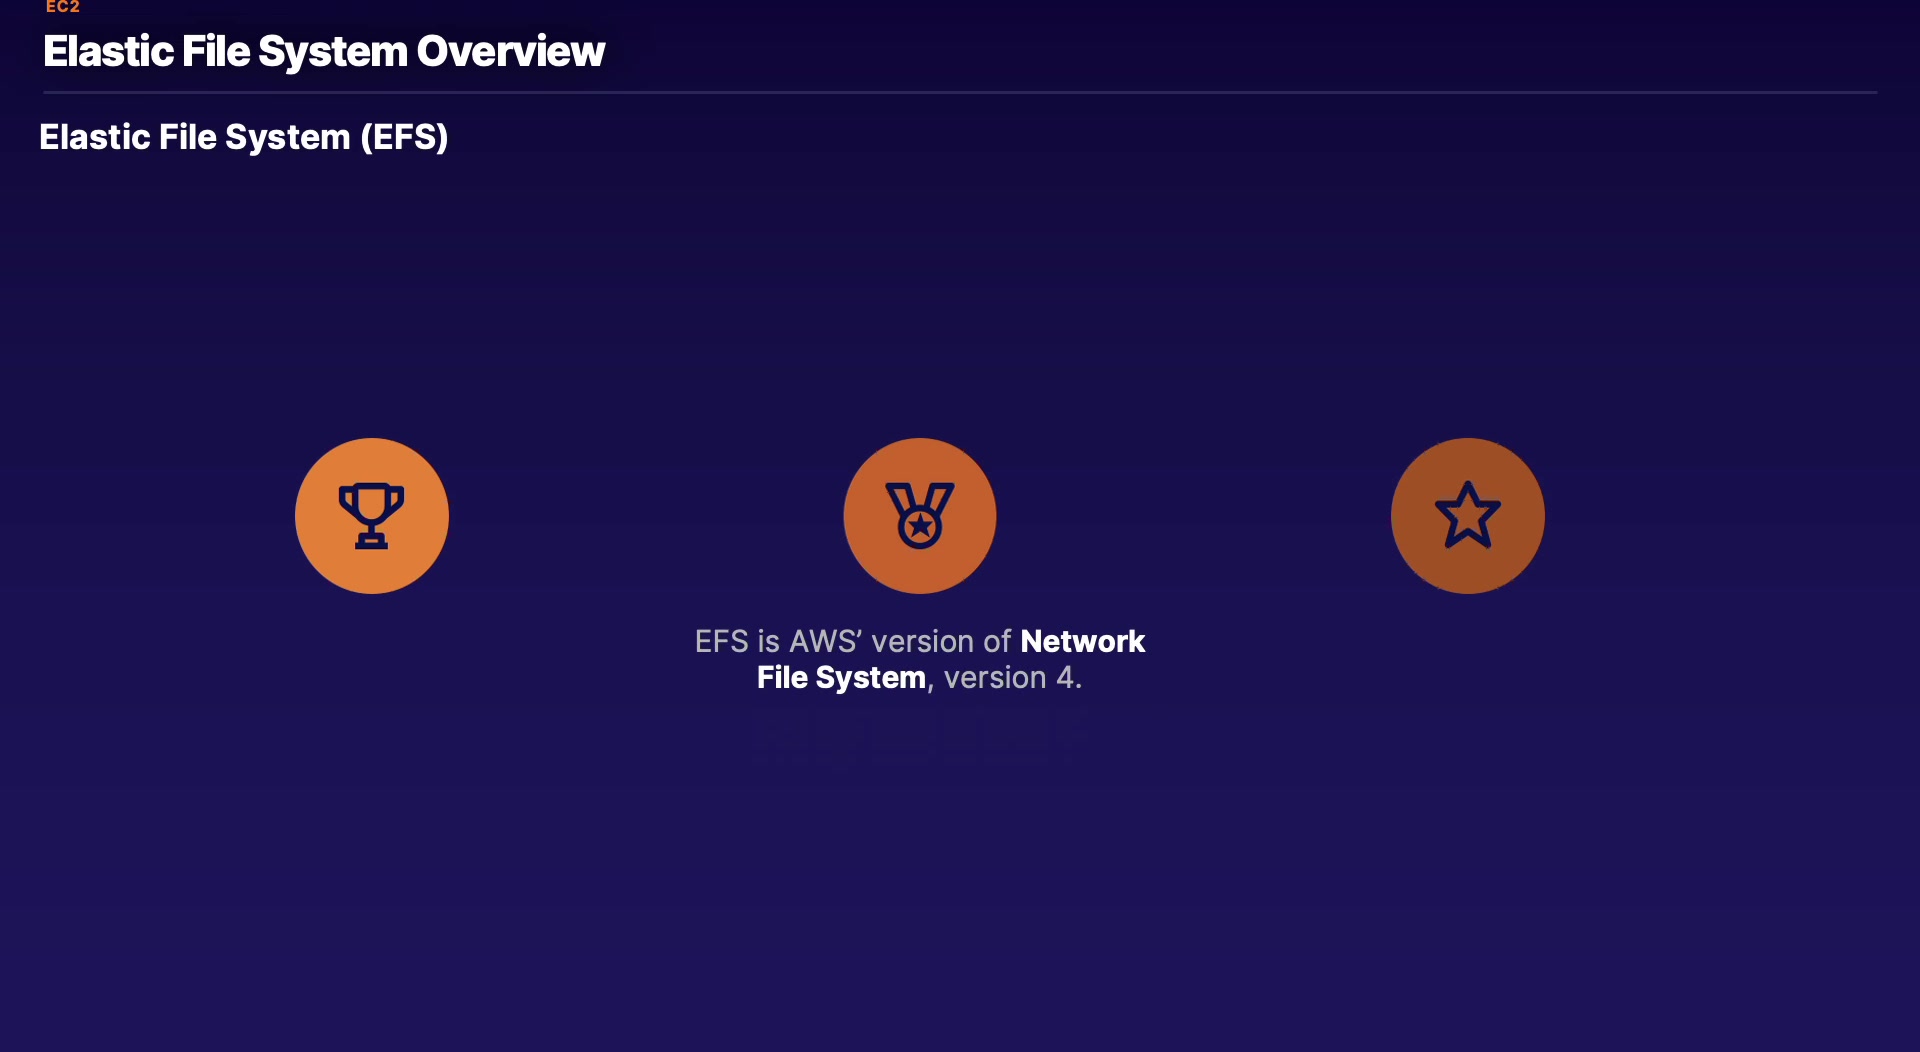 EC2
Elastic File System Overview
Elastic File System (EFS)
EFS is AWS’ version of Network
File System, version 4.